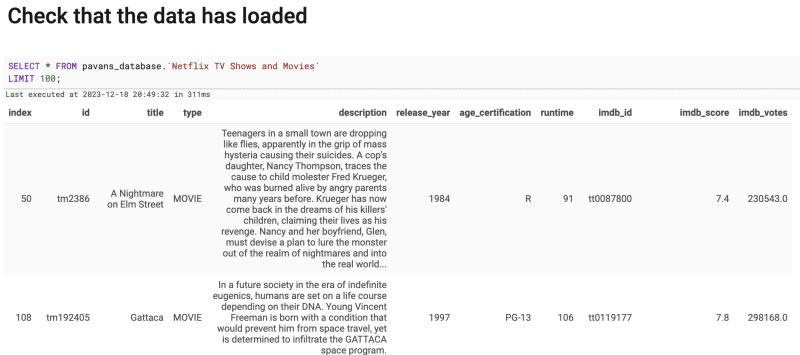 Check that the data has loaded
SELECT * FROM pavans_database.`Netflix TV Shows and Movies`
LIMIT 100;
Last executed at 2023-12-18 20:49:32 in 311ms
index id title type description release_year age_certification runtime imdb_id imdb_score imdb_votes
Teenagers in a small town are dropping
like flies, apparently in the grip of mass
hysteria causing their suicides. A cop's
daughter, Nancy Thompson, traces the
cause to child molester Fred Krueger,
who was burned alive by angry parents
many years before. Krueger has now
come back in the dreams of his killers'
children, claiming their lives as his
revenge. Nancy and her boyfriend, Glen,
must devise a plan to lure the monster
out of the realm of nightmares and into
the real world...
50 tm2386 A Nightmare
on Elm Street MOVIE 1984 R 91 tt0087800 7.4 230543.0
In a future society in the era of indefinite
eugenics, humans are set on a life course
depending on their DNA. Young Vincent
Freeman is born with a condition that
would prevent him from space travel, yet
is determined to infiltrate the GATTACA
space program.
108 tm192405 Gattaca MOVIE 1997 PG-13 106 tt0119177 7.8 298168.0